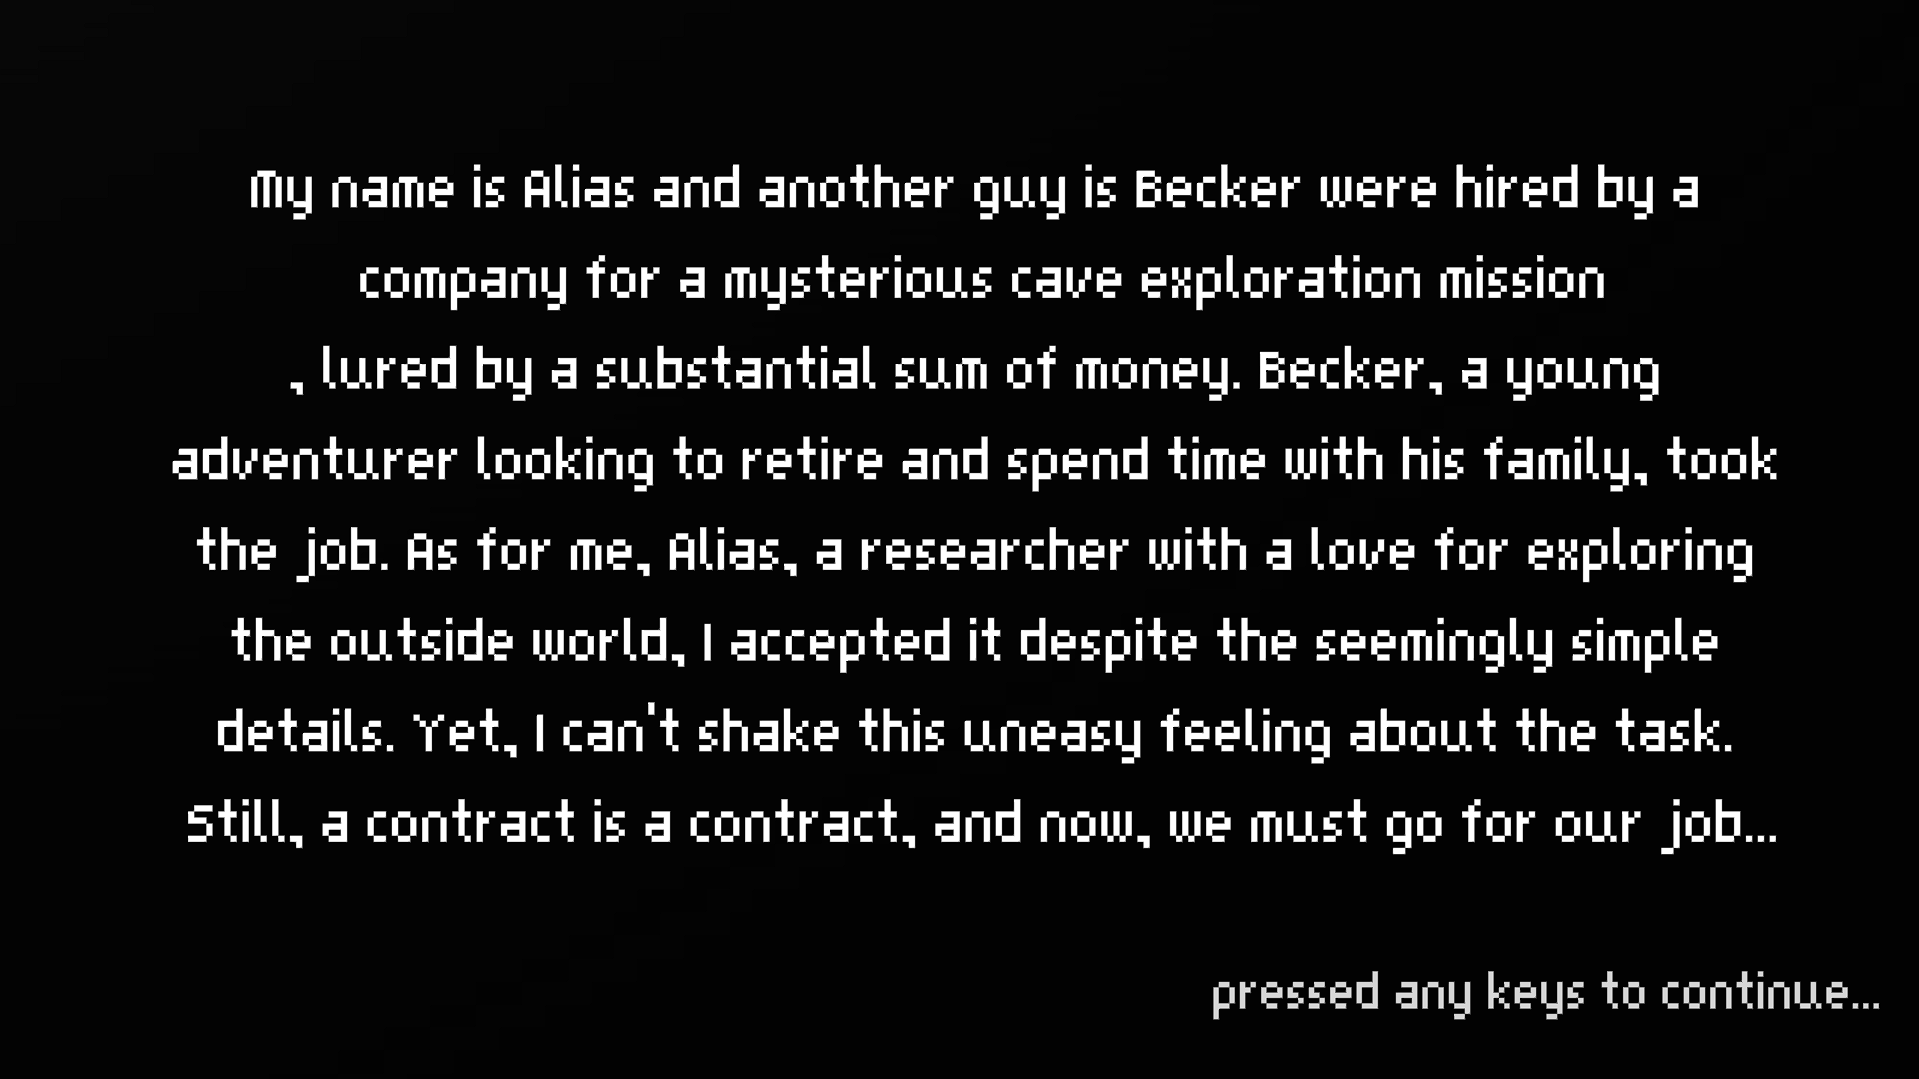 My name is Alias and another guy is Becker were hired by a
company for a mysterious cave exploration mission
, lured by a substantial sum of money. Becker, a young
adventurer looking to retire and spend time with his family, took
the job. As for me, Alias, a researcher with a love for exploring
the outside world, I accepted it despite the seemingly simple
details. Yet, I can't shake this uneasy feeling about the task.
Still, a contract is a contract, and now, we must go for our job...
pressed any keys to continue...